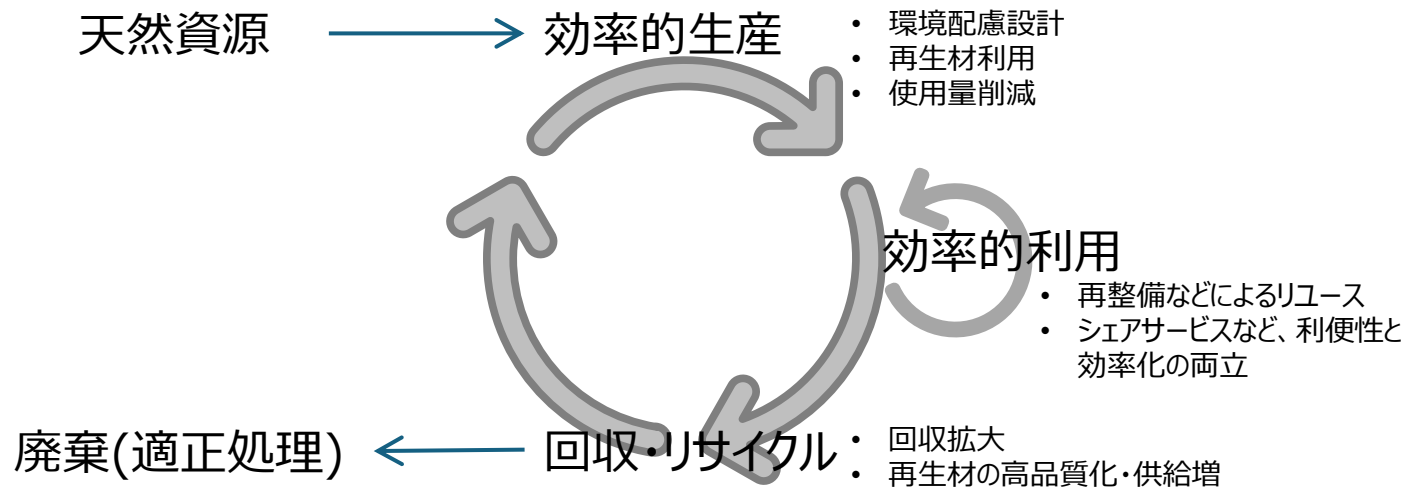 天然資源
効率的生産
• 環境配慮設計
• 再生材利用
• 使用量削減
効率的利用
• 再整備などによるリユース
• シェアサービスなど、利便性と
効率化の両立
廃棄(適正処理)
回収・リサイクル
• 回収拡大
• 再生材の高品質化・供給増